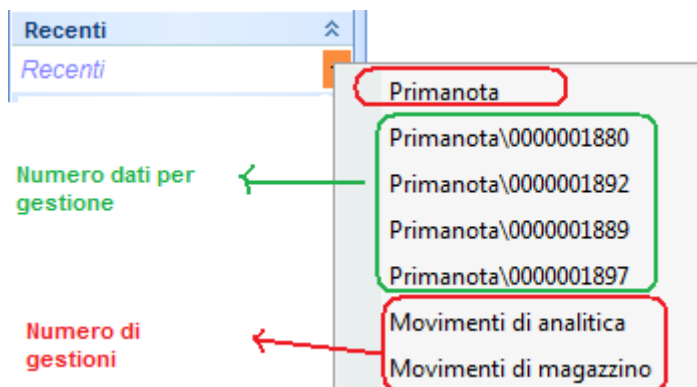 Recenti
Recenti
Primanota
Primanota\0000001880
Numero dati per
gestione
Primanota\0000001892
Primanota\0000001889
Primanota\0000001897
Numero di
gestioni
Movimenti di analitica
Movimenti di magazzino